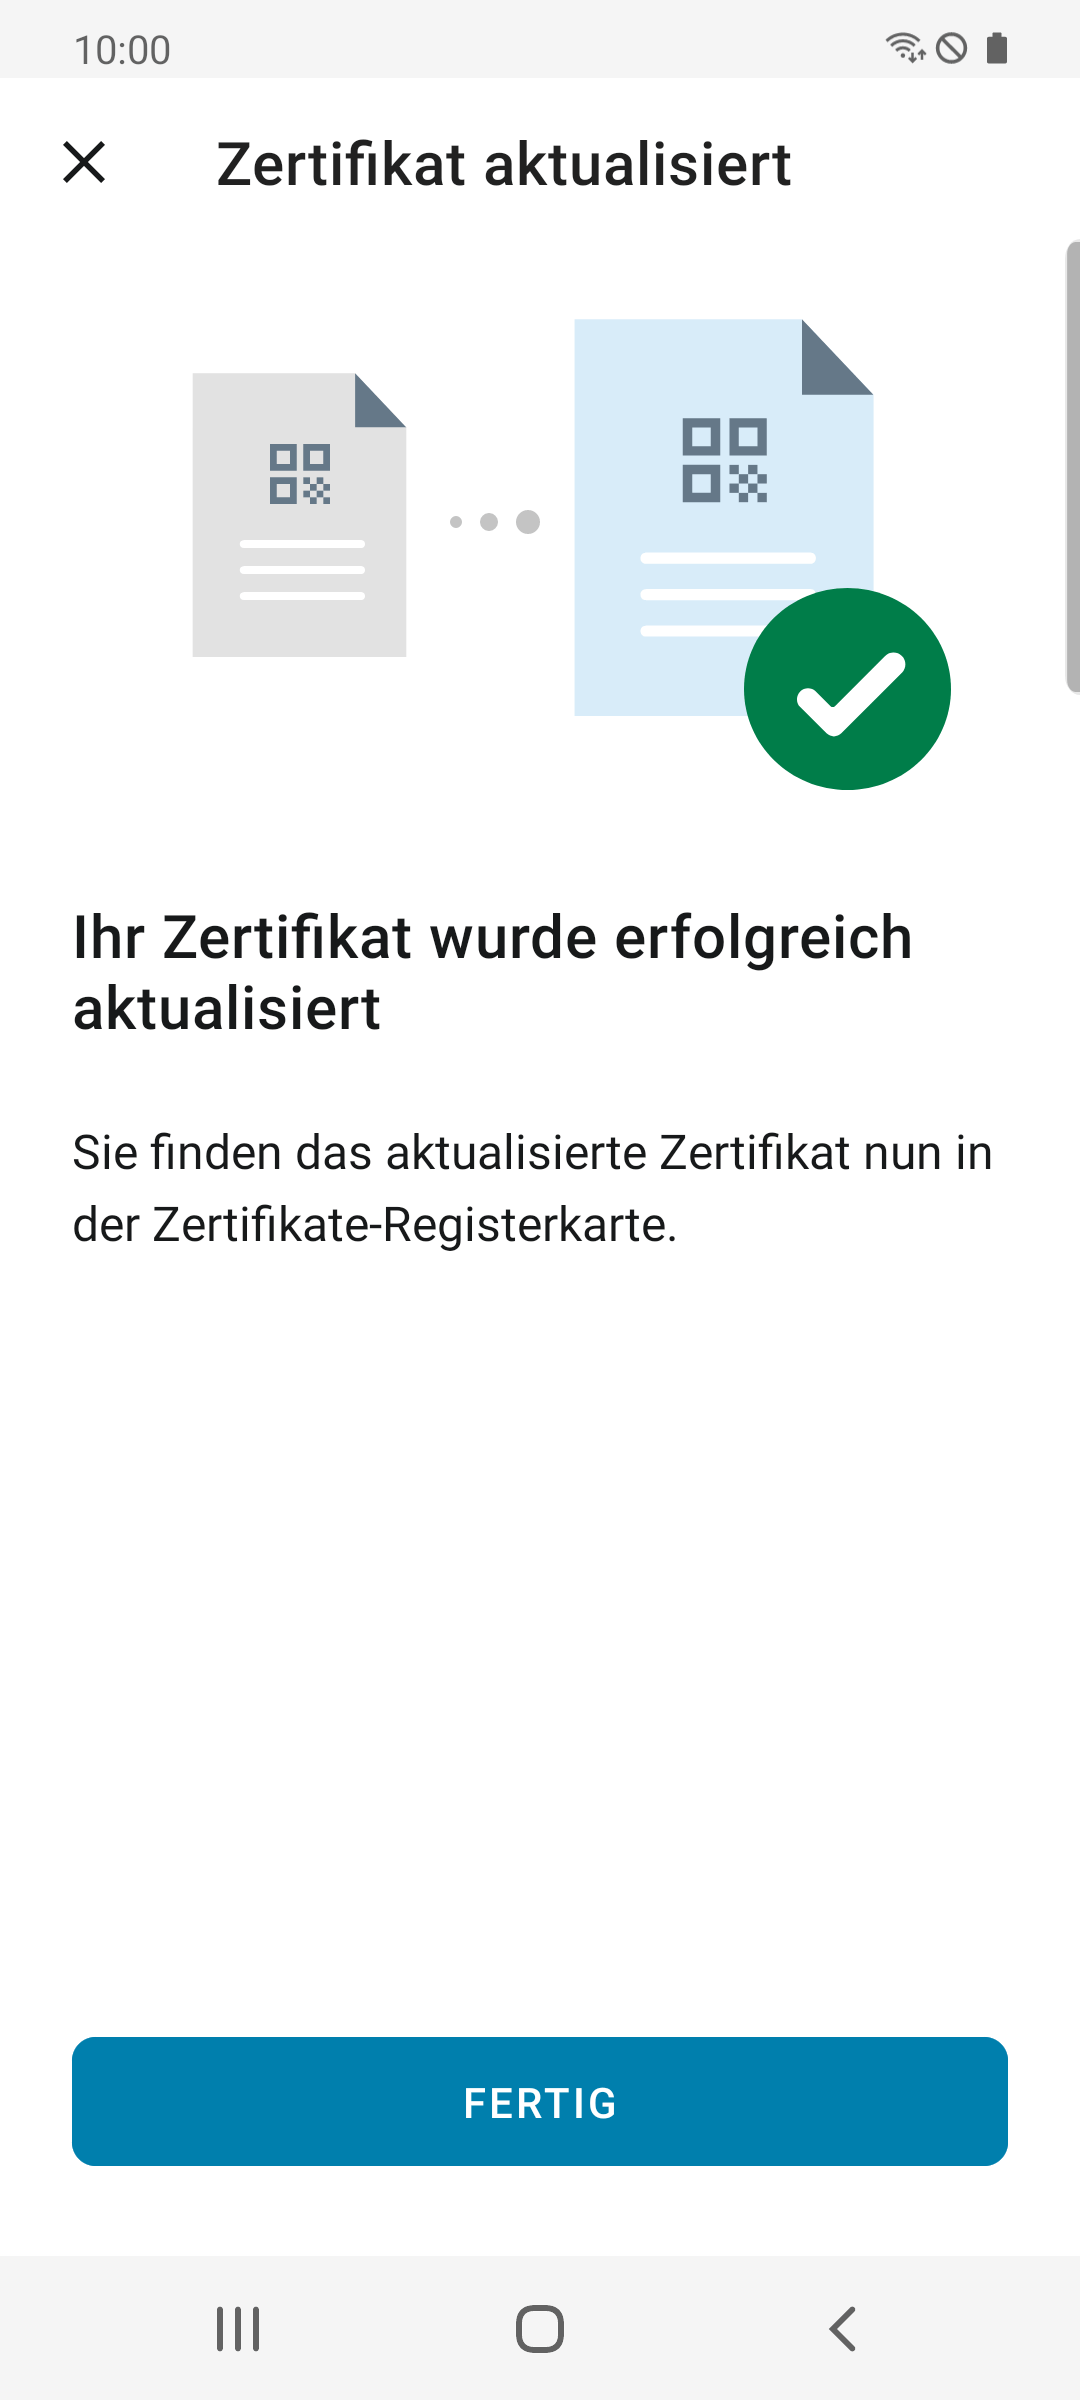 10:00
Zertifikat aktualisiert
Ihr Zertifikat wurde erfolgreich
aktualisiert
Sie finden das aktualisierte Zertifikat nun in
der Zertifikate-Registerkarte.
FERTIG